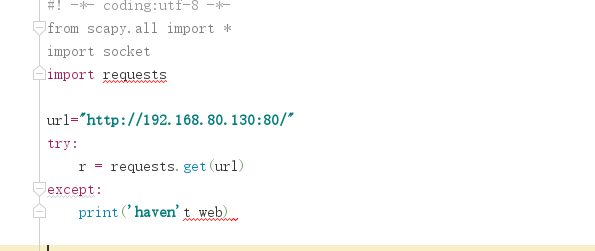 #! -*- coding:utf-8 -*-
from scapy.all import *
import socket
import requests
url="http://192.168.80.130:80/"
try:
r = requests.get(url)
except:
print('haven't web)